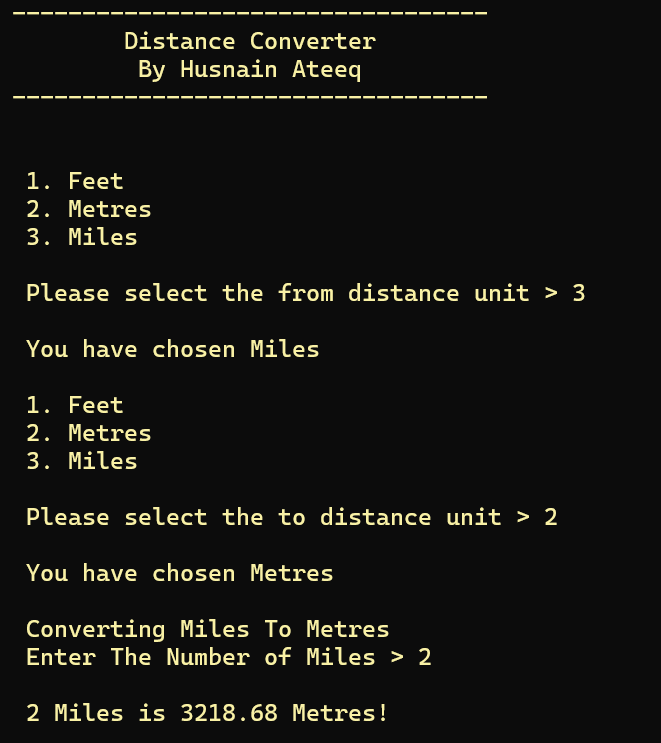 ----------------------------------
Distance Converter
By Husnain Ateeq
----------------------------------
1. Feet
2. Metres
3. Miles
Please select the from distance unit > 3
You have chosen Miles
1. Feet
2. Metres
3. Miles
Please select the to distance unit > 2
You have chosen Metres
Converting Miles To Metres
Enter The Number of Miles > 2
2 Miles is 3218.68 Metres!